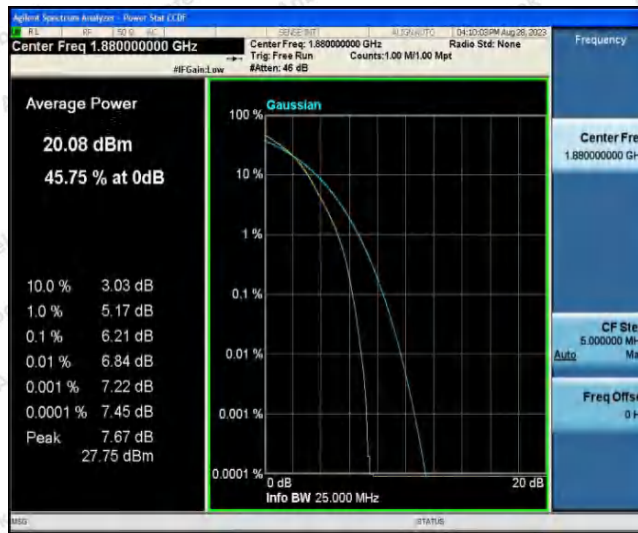 Agilent Spectrum Analyzer - Power Stat CCDF
RL RF 50 Ω AC SENSE:INT ALIGNAUTO 04:10:03 PM Aug 28, 2023
Center Freq 1.880000000 GHz
Center Freq: 1.880000000 GHz Radio Std: None
Trig: Free Run Counts:1.00 M/1.00 Mpt
#IFGain:Low #Atten: 46 dB
Frequency
Average Power
20.08 dBm
45.75 % at 0dB
10.0 % 3.03 dB
1.0 % 5.17 dB
0.1 % 6.21 dB
0.01 % 6.84 dB
0.001 % 7.22 dB
0.0001 % 7.45 dB
Peak 7.67 dB
27.75 dBm
Gaussian
100 %
10 %
1 %
0.1 %
0.01 %
0.001 %
0.0001 %
0 dB 20 dB
Info BW 25.000 MHz
Center Fre
1.880000000 GH
CF Ste
5.000000 MH
Auto Ma
Freq Offse
0 H
MSG STATUS